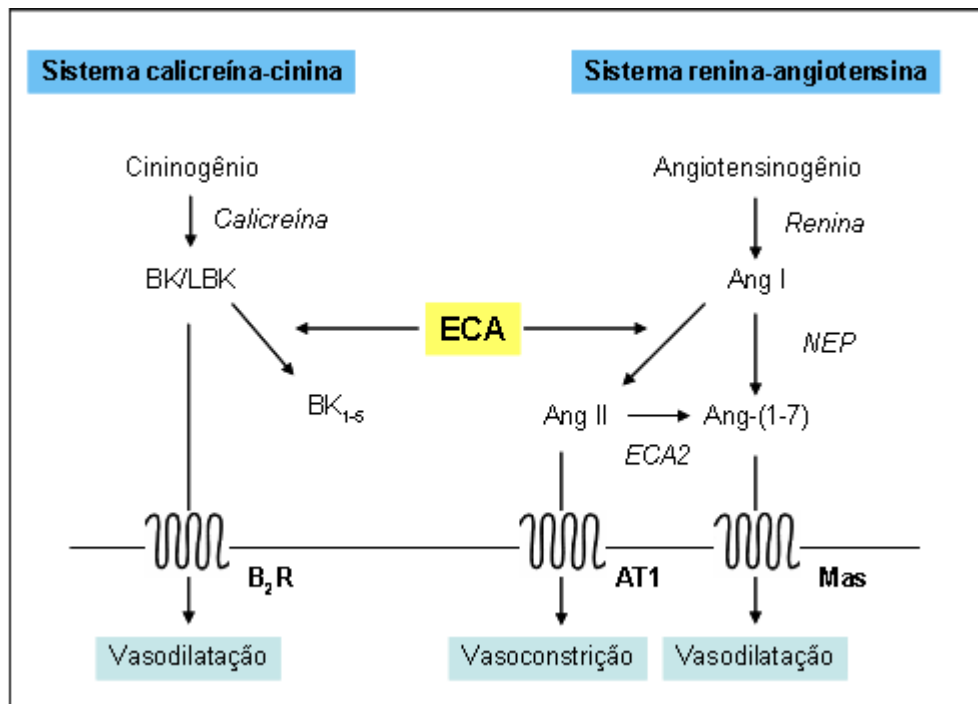 Sistema calicreína-cinina
Sistema renina-angiotensina
Cininogênio
Angiotensinogênio
Calicreína
Renina
BK/LBK
Ang I
ECA
NEP
BK1-5
Ang II
Ang-(1-7)
ECA2
B2R
AT1
Mas
Vasodilatação
Vasoconstrição
Vasodilatação